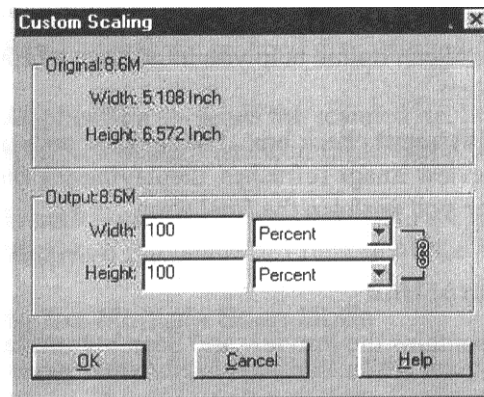 Custom Scaling
Original:8.6M
Width: 5.108 Inch
Height: 6.572 Inch
Output:8.6M
Width: 100 Percent
Height: 100 Percent
OK Cancel Help